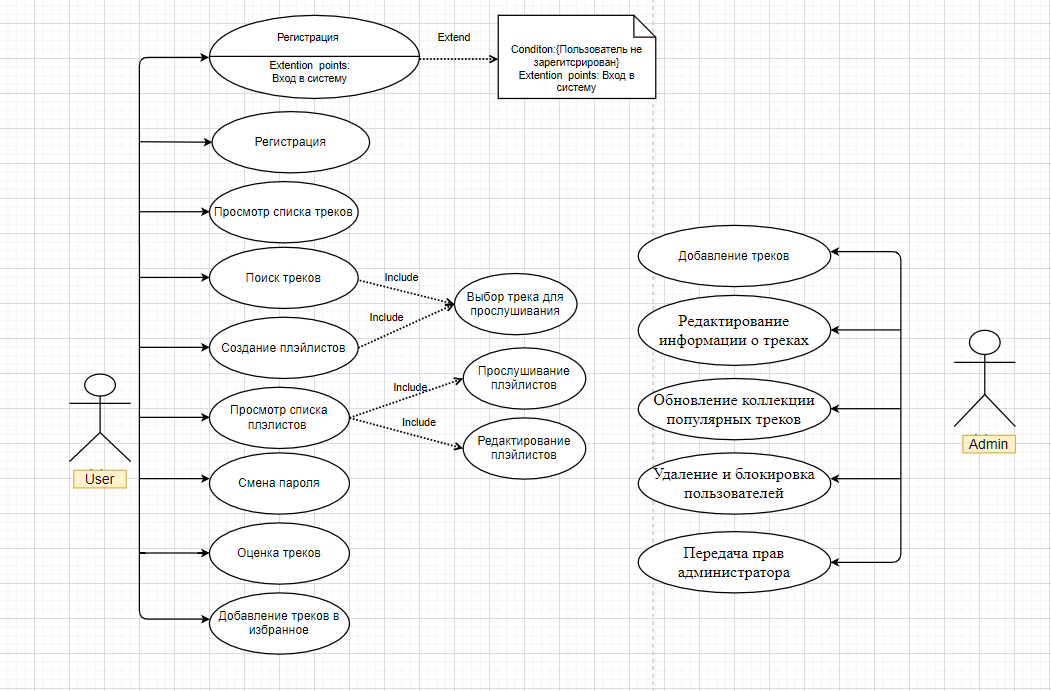 Регистрация
Extention points:
Вход в систему
Extend
Conditon:{Пользователь не
зарегитсрирован}
Extention points: Вход в
систему
Регистрация
Просмотр списка треков
Поиск треков
Include
Выбор трека для
прослушивания
Include
Создание плэйлистов
Просмотр списка
плэлистов
Include
Прослушивание
плэйлистов
Include
Редактирование
плэйлистов
User
Смена пароля
Оценка треков
Добавление треков в
избранное
Добавление треков
Редактирование
информации о треках
Обновление коллекции
популярных треков
Удаление и блокировка
пользователей
Передача прав
администратора
Admin